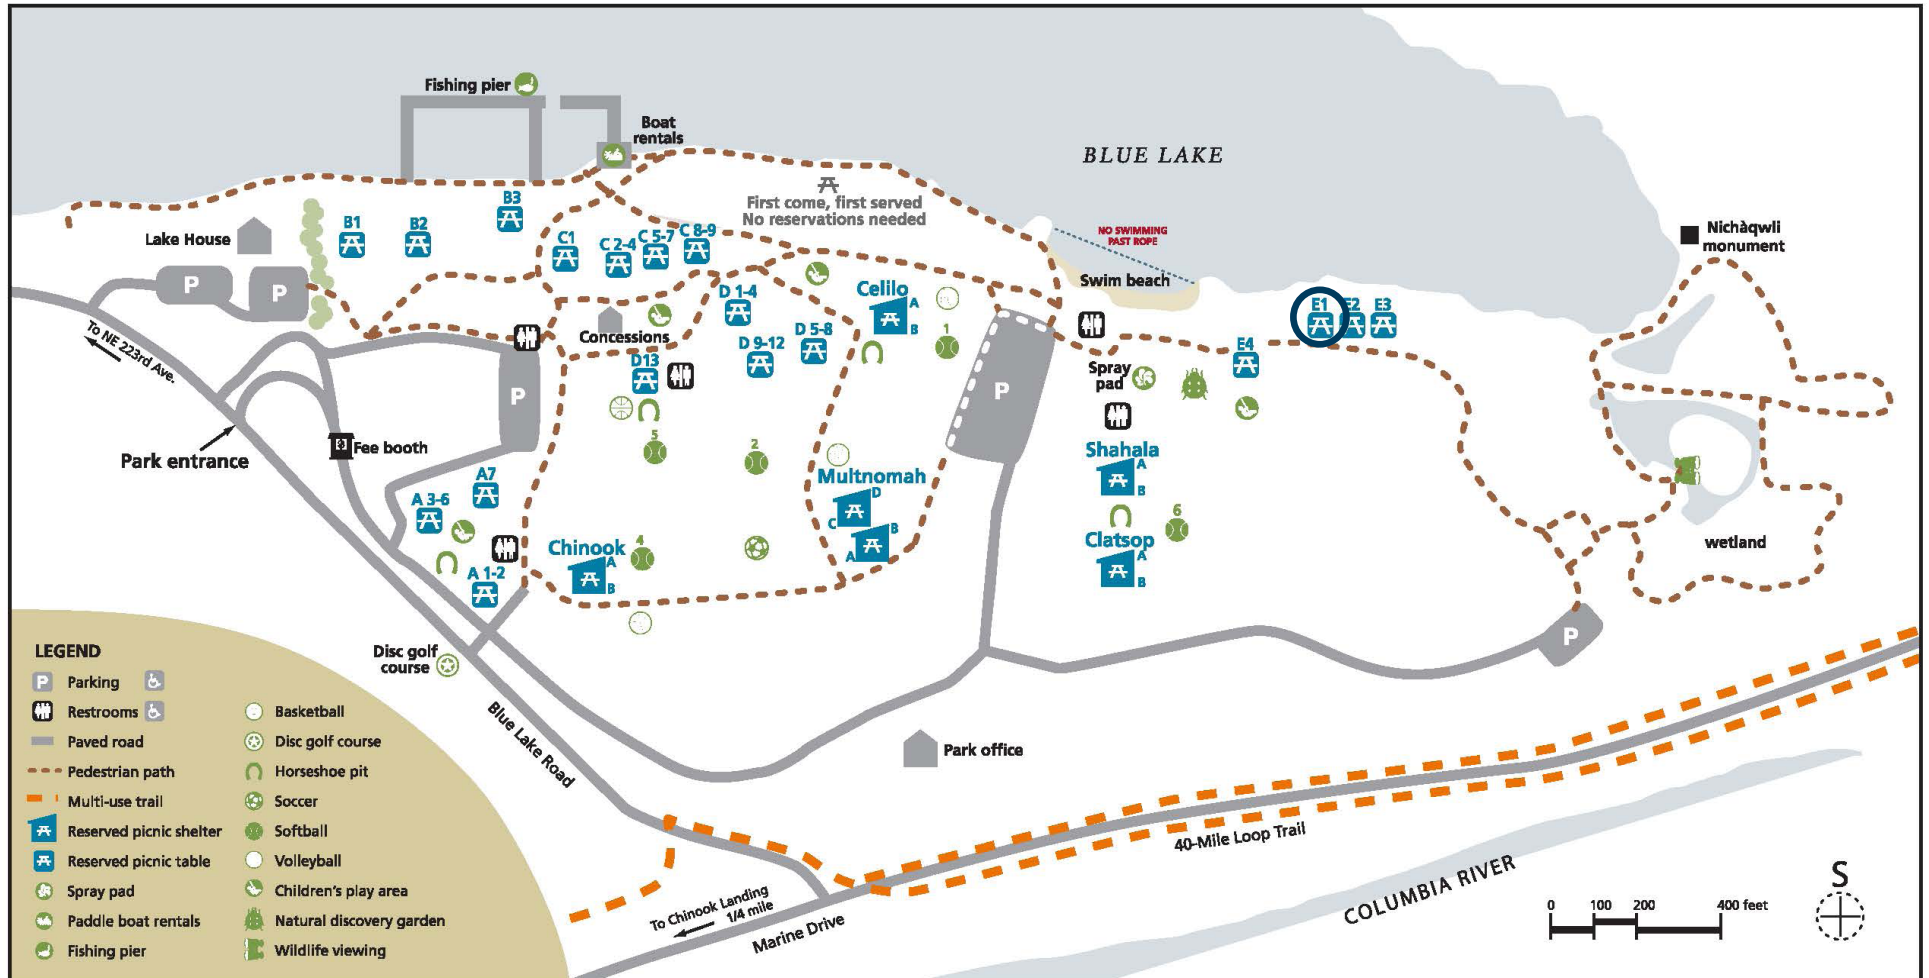 Fishing pier
Boat
rentals
BLUE LAKE
First come, first served
No reservations needed
NO SWIMMING
PAST ROPE
Swim beach
Nichàqwli
monument
Lake House
B1
B2
B3
C1
C 2-4
C 5-7
C 8-9
P
P
To NE 223rd Ave.
Concessions
D 1-4
D 5-8
D 9-12
D13
Celilo
A
B
1
E1
E2
E3
E4
Spray
pad
P
P
Park entrance
Fee booth
5
2
A7
A 3-6
A 1-2
Chinook
A
B
4
Multnomah
D
C
B
A
Shahala
A
B
6
Clatsop
A
B
wetland
P
Disc golf
course
Blue Lake Road
Park office
40-Mile Loop Trail
To Chinook Landing
1/4 mile
Marine Drive
COLUMBIA RIVER
0 100 200 400 feet
S
LEGEND
P Parking
Restrooms
Paved road
Pedestrian path
Multi-use trail
Reserved picnic shelter
Reserved picnic table
Spray pad
Paddle boat rentals
Fishing pier
Basketball
Disc golf course
Horseshoe pit
Soccer
Softball
Volleyball
Children's play area
Natural discovery garden
Wildlife viewing